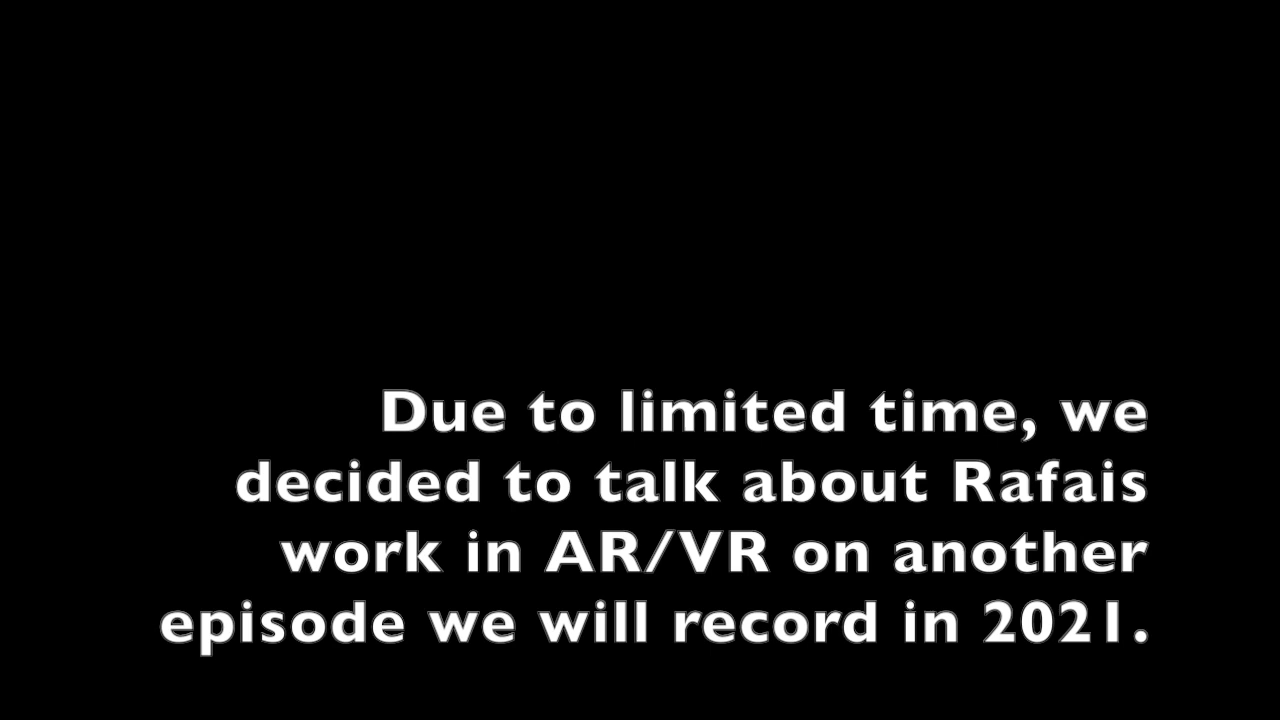 Due to limited time, we
decided to talk about Rafais
work in AR/VR on another
episode we will record in 2021.